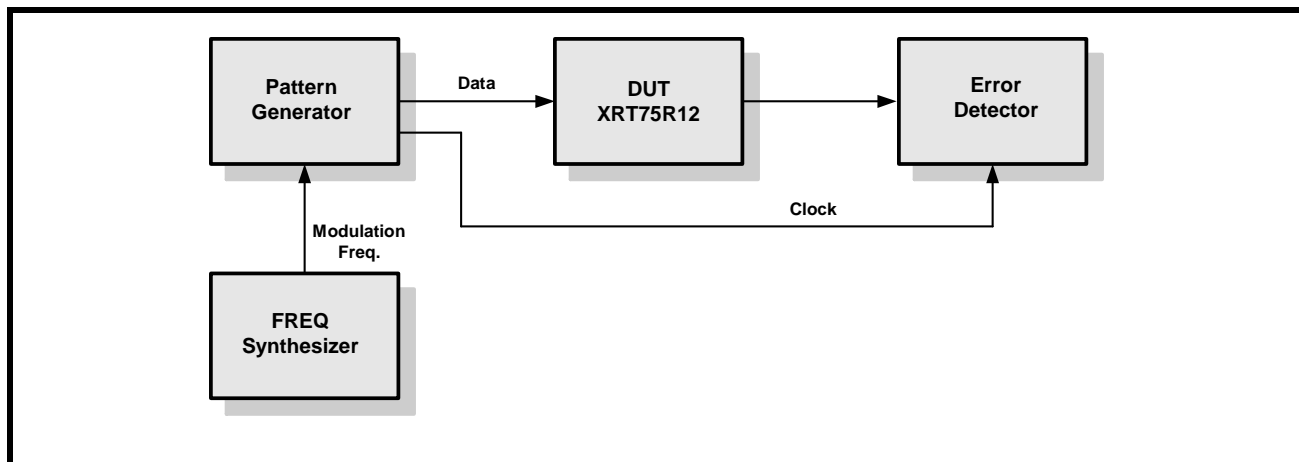 Pattern
Generator
Data
DUT
XRT75R12
Error
Detector
Clock
Modulation
Freq.
FREQ
Synthesizer